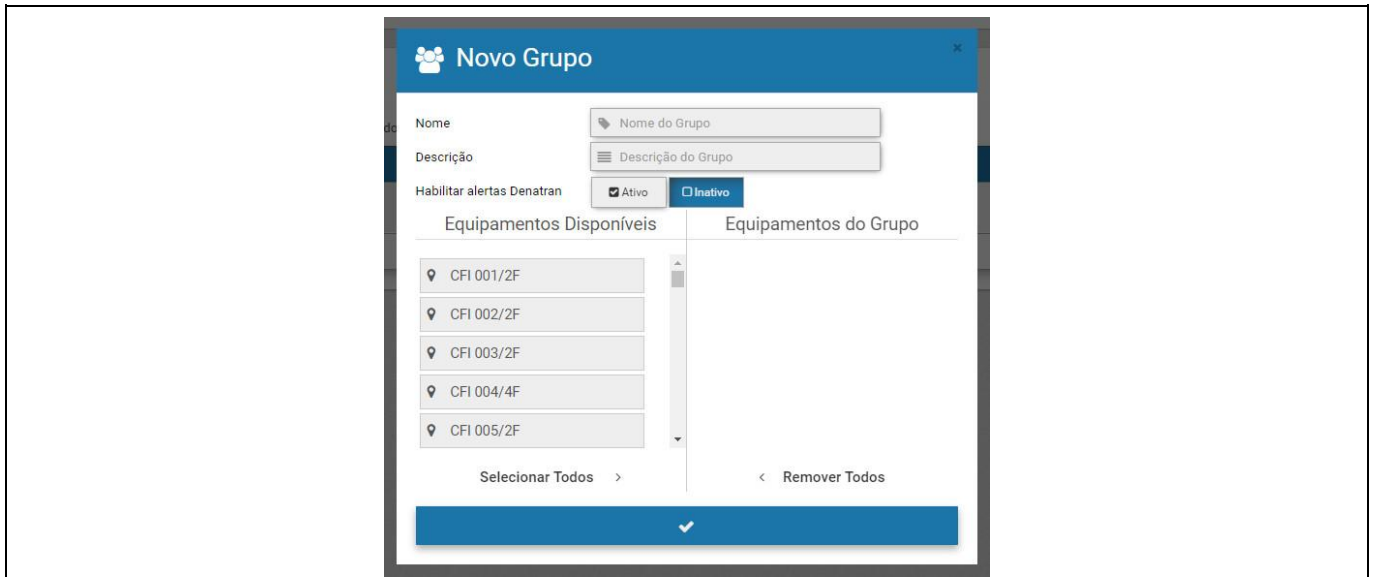 Novo Grupo
×
do
Nome
Nome do Grupo
Descrição
Descrição do Grupo
Habilitar alertas Denatran
Ativo
Inativo
Equipamentos Disponíveis
Equipamentos do Grupo
CFI 001/2F
CFI 002/2F
CFI 003/2F
CFI 004/4F
CFI 005/2F
Selecionar Todos >
< Remover Todos